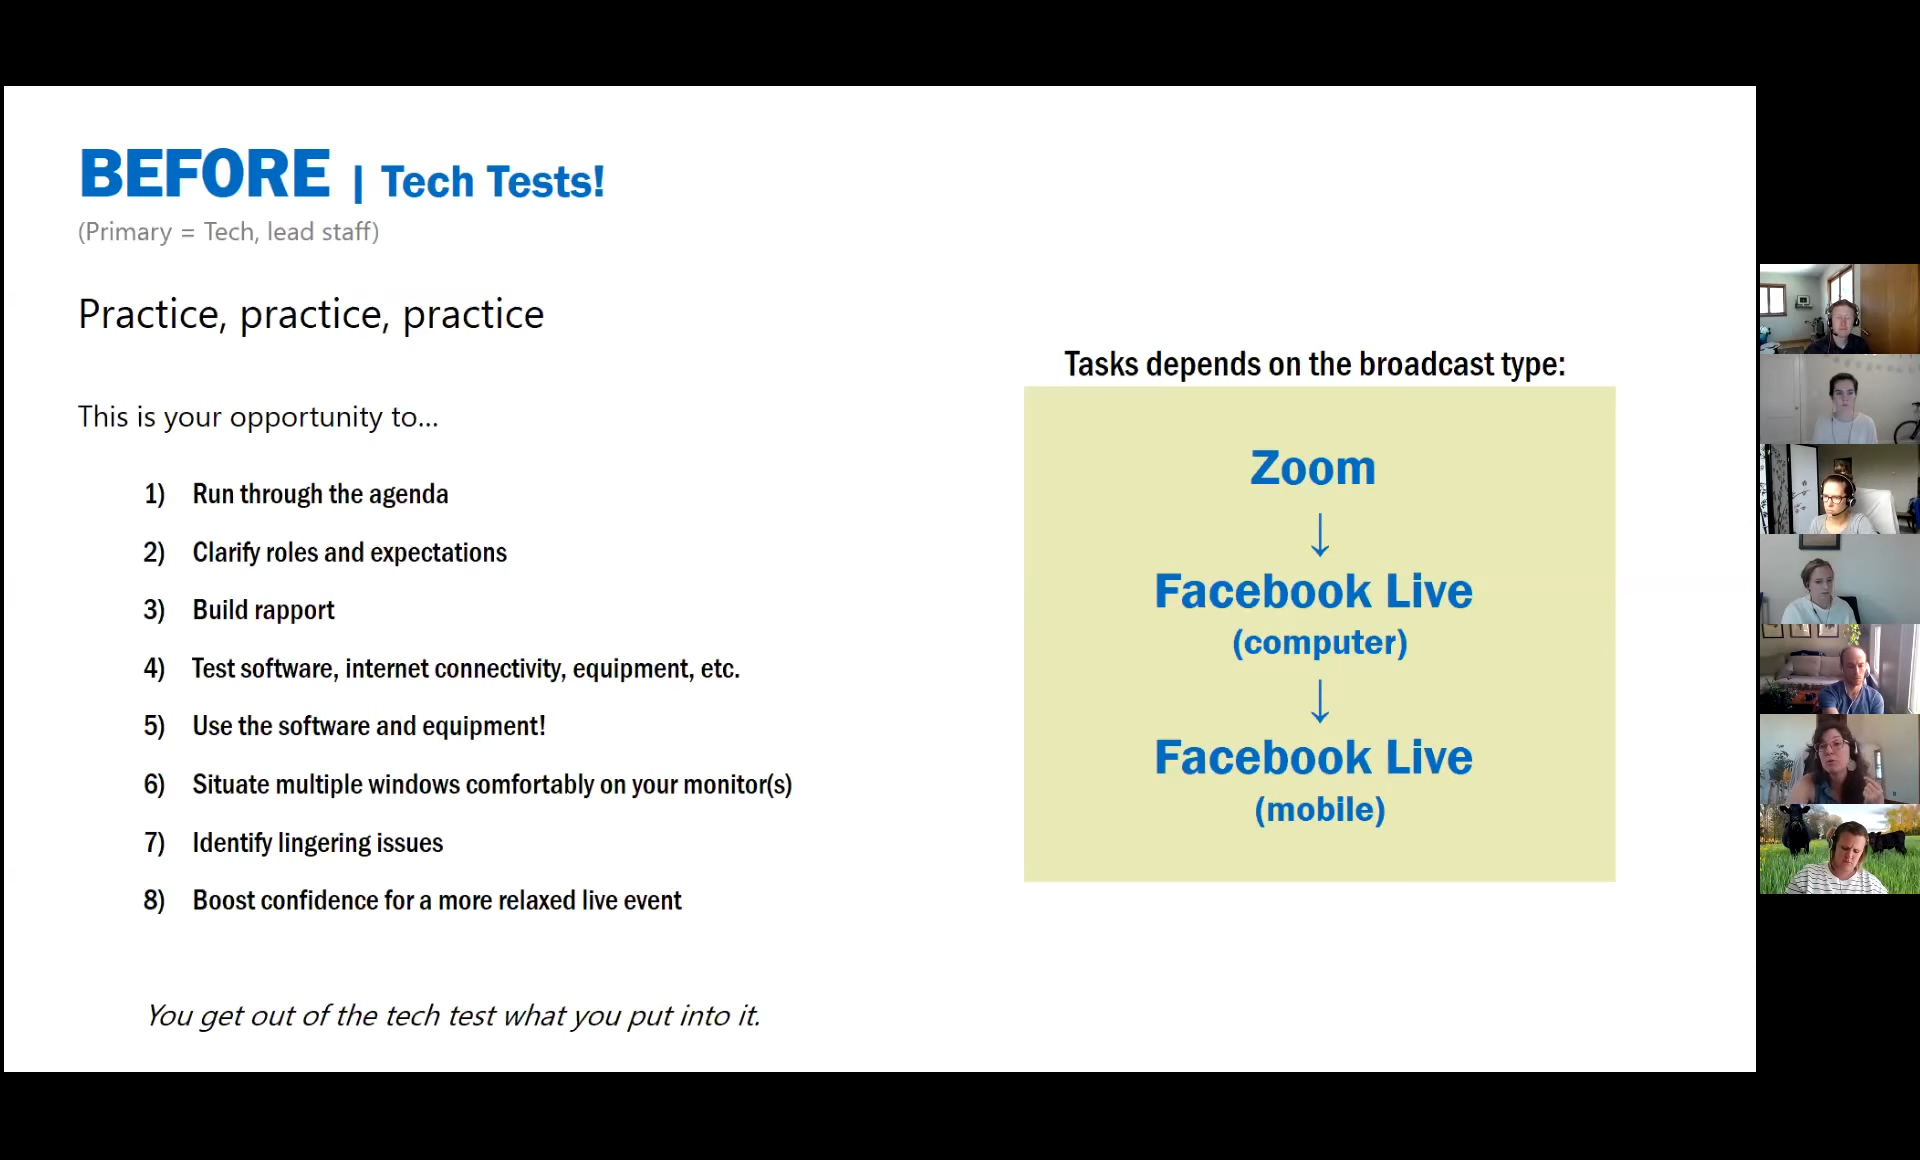 BEFORE | Tech Tests!
(Primary = Tech, lead staff)
Practice, practice, practice
This is your opportunity to...
1) Run through the agenda
2) Clarify roles and expectations
3) Build rapport
4) Test software, internet connectivity, equipment, etc.
5) Use the software and equipment!
6) Situate multiple windows comfortably on your monitor(s)
7) Identify lingering issues
8) Boost confidence for a more relaxed live event
You get out of the tech test what you put into it.
Tasks depends on the broadcast type:
Zoom
↓
Facebook Live
(computer)
↓
Facebook Live
(mobile)